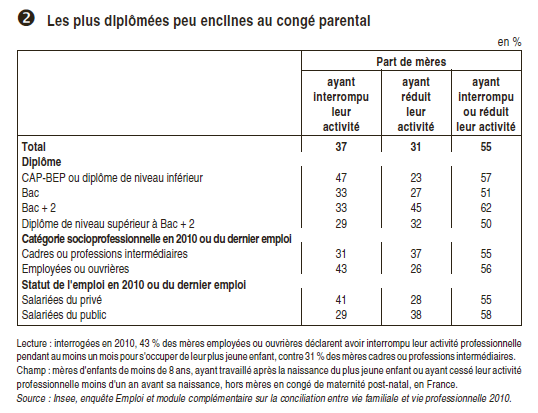 ❷ Les plus diplômées peu enclines au congé parental
en %
Part de mères
ayant interrompu leur activité | ayant réduit leur activité | ayant interrompu ou réduit leur activité
Total 37 31 55
Diplôme
CAP-BEP ou diplôme de niveau inférieur 47 23 57
Bac 33 27 51
Bac + 2 33 45 62
Diplôme de niveau supérieur à Bac + 2 29 32 50
Catégorie socioprofessionnelle en 2010 ou du dernier emploi
Cadres ou professions intermédiaires 31 37 55
Employées ou ouvrières 43 26 56
Statut de l'emploi en 2010 ou du dernier emploi
Salariées du privé 41 28 55
Salariées du public 29 38 58
Lecture : interrogées en 2010, 43 % des mères employées ou ouvrières déclarent avoir interrompu leur activité professionnelle
pendant au moins un mois pour s'occuper de leur plus jeune enfant, contre 31 % des mères cadres ou professions intermédiaires.
Champ : mères d'enfants de moins de 8 ans, ayant travaillé après la naissance du plus jeune enfant ou ayant cessé leur activité
professionnelle moins d'un an avant sa naissance, hors mères en congé de maternité post-natal, en France.
Source : Insee, enquête Emploi et module complémentaire sur la conciliation entre vie familiale et vie professionnelle 2010.